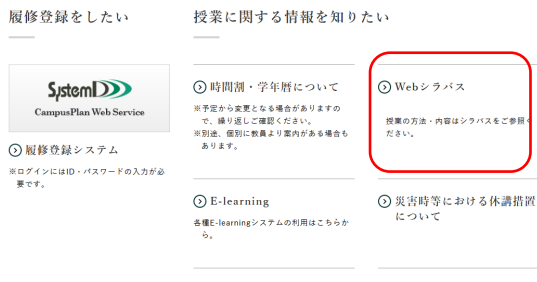 履修登録をしたい
授業に関する情報を知りたい
SystemD
CampusPlan Web Service
履修登録システム
※ログインにはID・パスワードの入力が必
要です。
時間割・学年暦について
※予定から変更となる場合がありますの
で、繰り返しご確認ください。
※別途、個別に教員より案内がある場合も
あります。
Webシラバス
授業の方法・内容はシラバスをご参照く
ださい。
E-learning
各種E-learningシステムの利用はこちらか
ら。
災害時等における休講措置
について